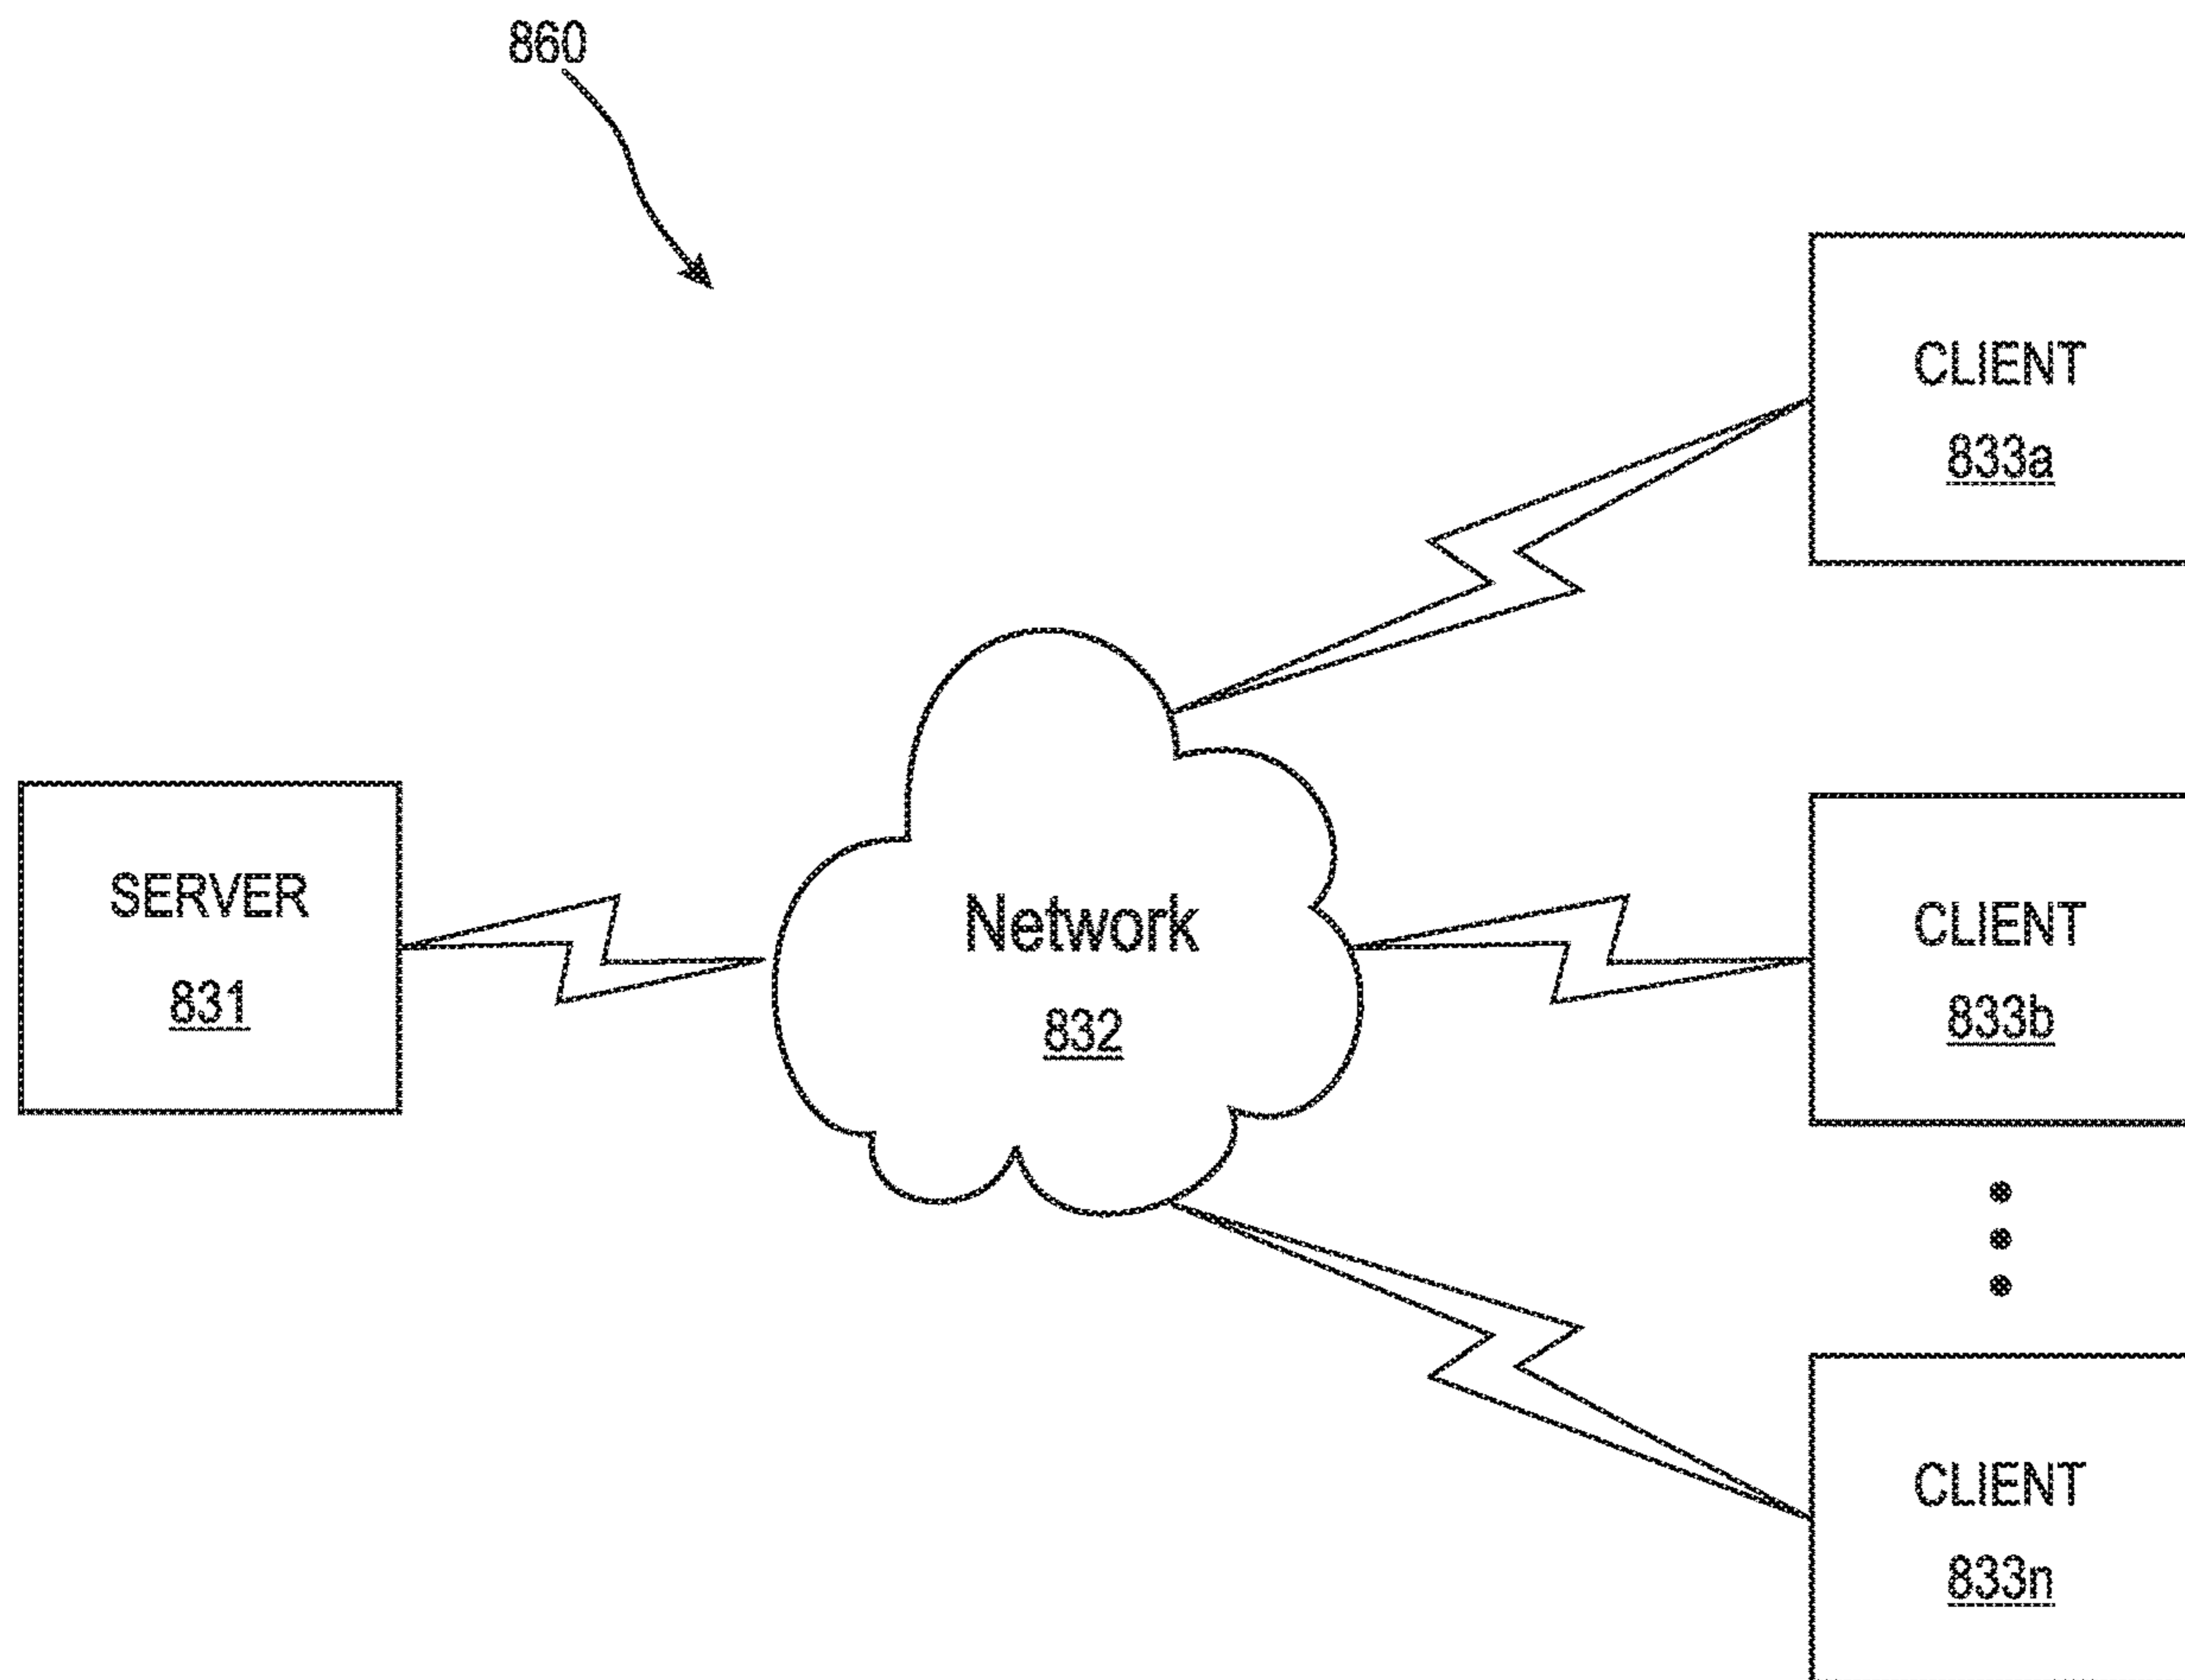 860
CLIENT
833a
SERVER
831
Network
832
CLIENT
833b
CLIENT
833n